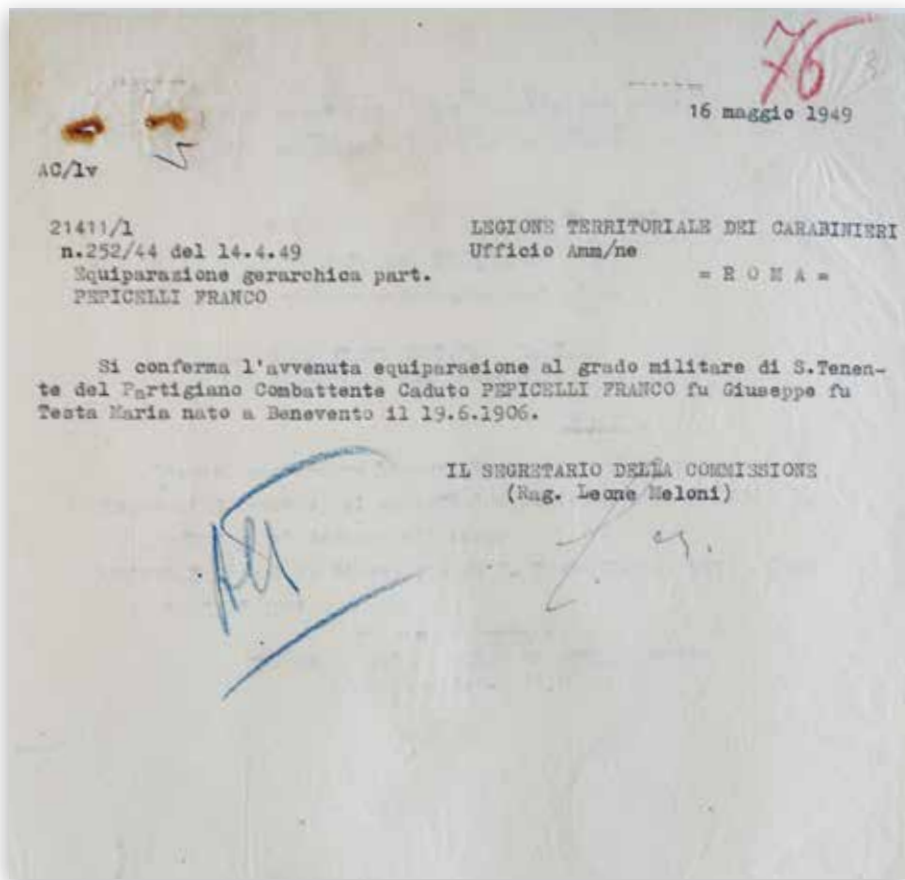 76
16 maggio 1949
AC/lv
21411/1
n.252/44 del 14.4.49
Equiparazione gerarchica part.
PEPICELLI FRANCO
LEGIONE TERRITORIALE DEI CARABINIERI
Ufficio Amm/ne
= R O M A =
Si conferma l'avvenuta equiparazione al grado militare di S.Tenen-
te del Partigiano Combattente Caduto PEPICELLI FRANCO fu Giuseppe fu
Testa Maria nato a Benevento il 19.6.1906.
IL SEGRETARIO DELLA COMMISSIONE
(Rag. Leone Meloni)